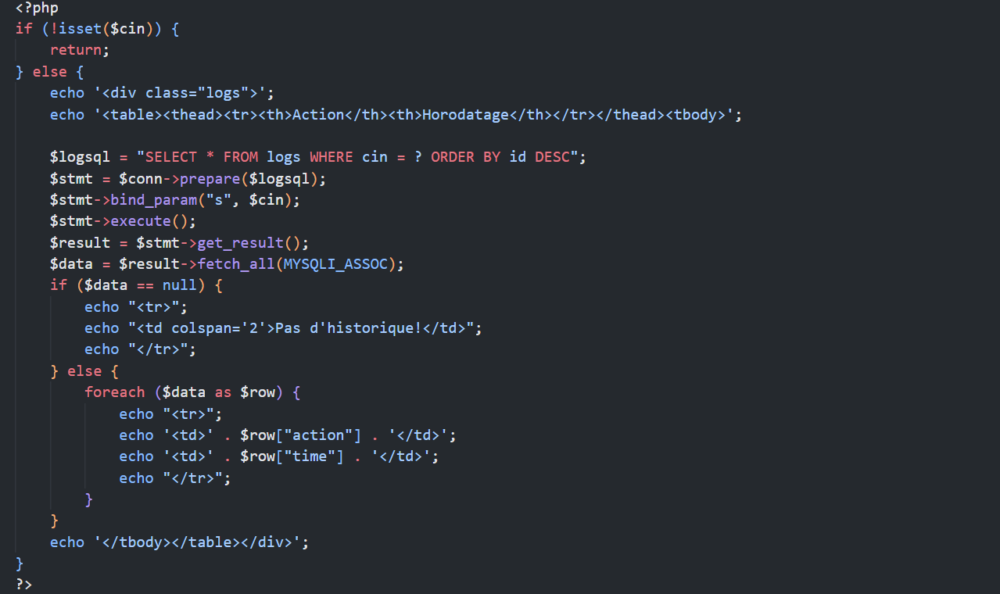 <?php
if (!isset($cin)) {
    return;
} else {
    echo '<div class="logs">';
    echo '<table><thead><tr><th>Action</th><th>Horodatage</th></tr></thead><tbody>';

    $logsql = "SELECT * FROM logs WHERE cin = ? ORDER BY id DESC";
    $stmt = $conn->prepare($logsql);
    $stmt->bind_param("s", $cin);
    $stmt->execute();
    $result = $stmt->get_result();
    $data = $result->fetch_all(MYSQLI_ASSOC);
    if ($data == null) {
        echo "<tr>";
        echo "<td colspan='2'>Pas d'historique!</td>";
        echo "</tr>";
    } else {
        foreach ($data as $row) {
            echo "<tr>";
            echo '<td>' . $row["action"] . '</td>';
            echo '<td>' . $row["time"] . '</td>';
            echo "</tr>";
        }
    }
    echo '</tbody></table></div>';
}
?>